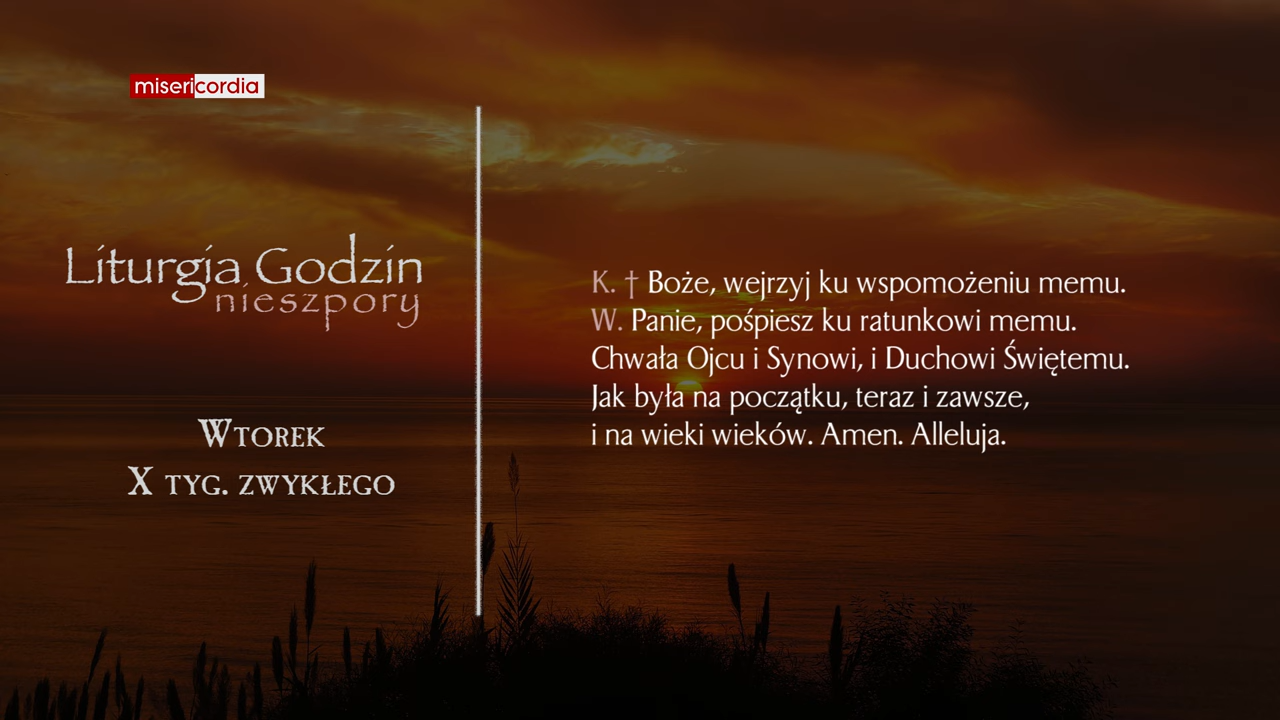 misericordia
Liturgia Godzin
nieszpory
Wtorek
X tyg. zwykłego
K. † Boże, wejrzyj ku wspomożeniu memu.
W. Panie, pośpiesz ku ratunkowi memu.
Chwała Ojcu i Synowi, i Duchowi Świętemu.
Jak była na początku, teraz i zawsze,
i na wieki wieków. Amen. Alleluja.